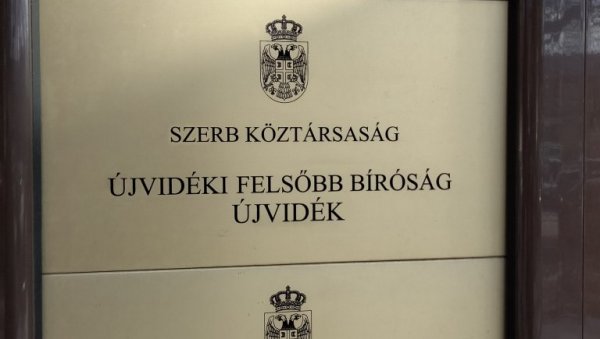 SZERB KÖZTÁRSASÁG
ÚJVIDÉKI FELSŐBB BÍRÓSÁG
ÚJVIDÉK